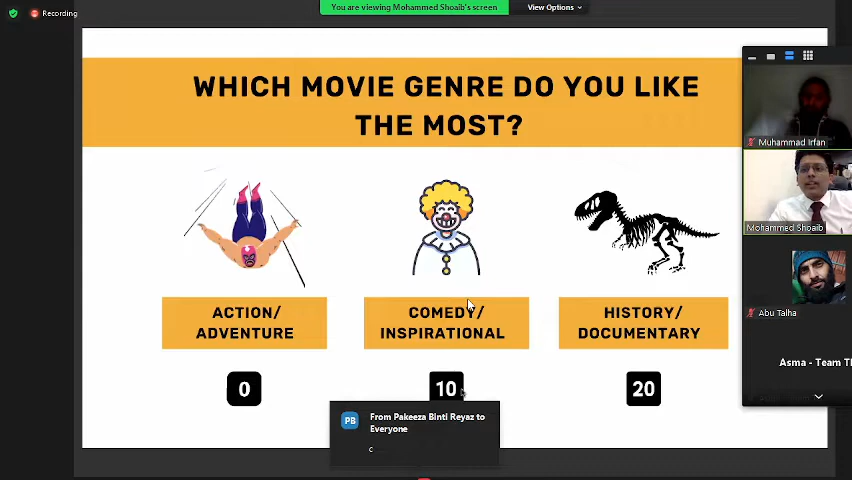 Recording
You are viewing Mohammed Shoaib's screen
View Options
WHICH MOVIE GENRE DO YOU LIKE
THE MOST?
Muhammad Irfan
Mohammed Shoaib
Abu Talha
Asma - Team T
ACTION/
ADVENTURE
COMEDY/
INSPIRATIONAL
HISTORY/
DOCUMENTARY
0
10
20
PB
From Pakeeza Binti Reyaz to
Everyone
c